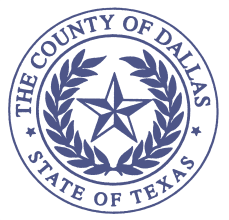 THE COUNTY OF DALLAS
STATE OF TEXAS